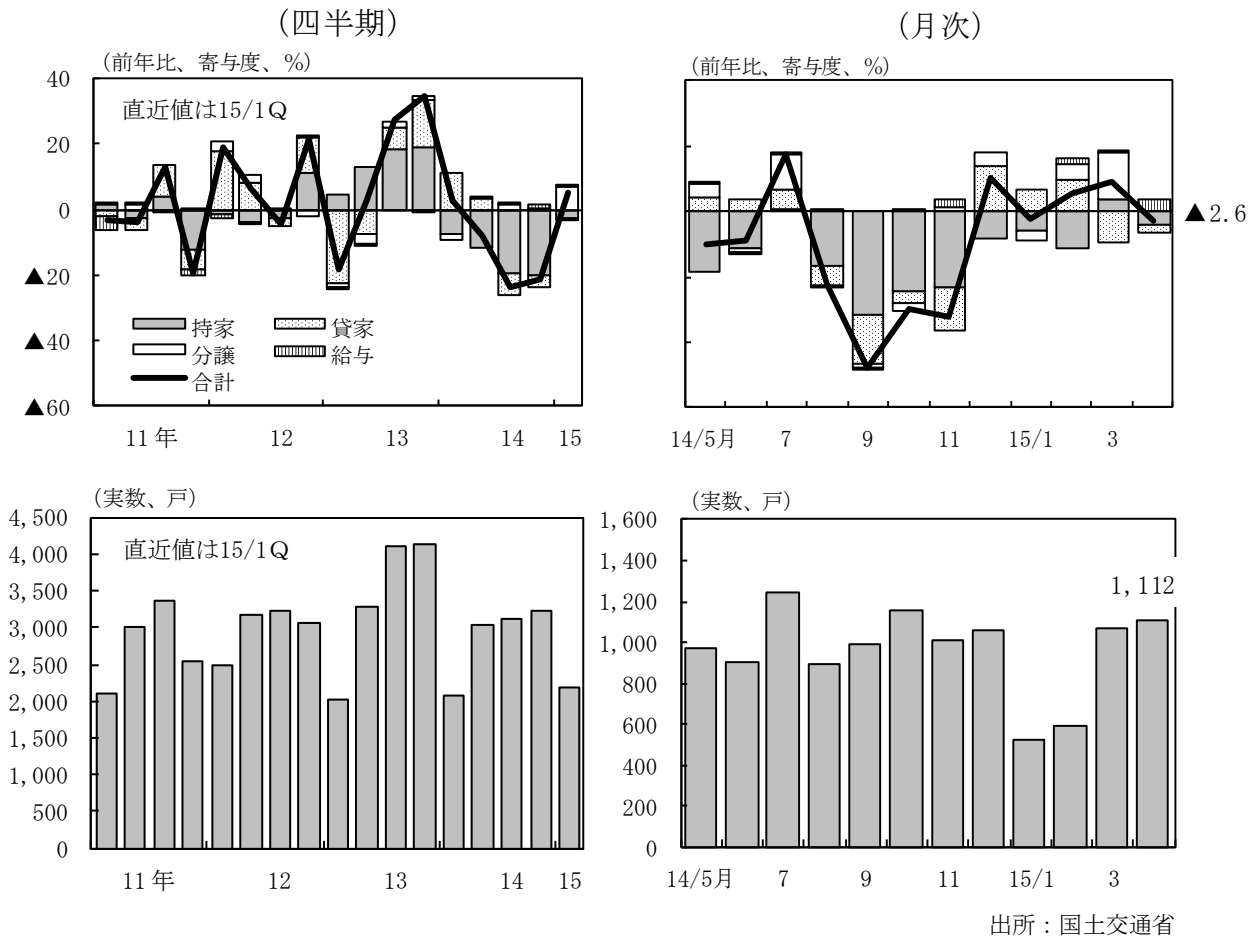 (四半期)
(前年比、寄与度、%)
40
20
0
▲20
▲40
▲60
直近値は15/1Q
持家
貸家
分譲
給与
合計
11年
12
13
14
15
(月次)
(前年比、寄与度、%)
▲2.6
14/5月
7
9
11
15/1
3
(実数、戸)
4,500
4,000
3,500
3,000
2,500
2,000
1,500
1,000
500
0
直近値は15/1Q
11年
12
13
14
15
(実数、戸)
1,600
1,400
1,200
1,000
800
600
400
200
0
1,112
14/5月
7
9
11
15/1
3
出所：国土交通省